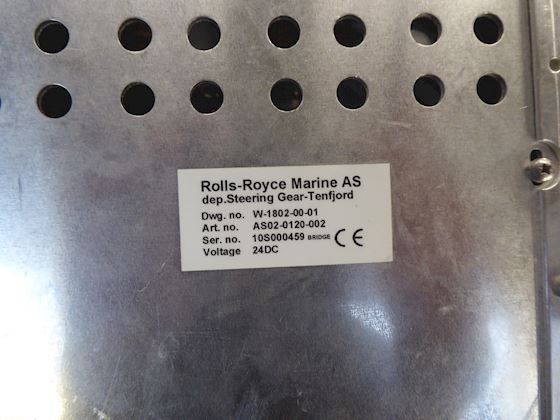 Rolls-Royce Marine AS
dep.Steering Gear-Tenfjord
Dwg. no. W-1802-00-01
Art. no. AS02-0120-002
Ser. no. 10S000459 BRIDGE CE
Voltage 24DC